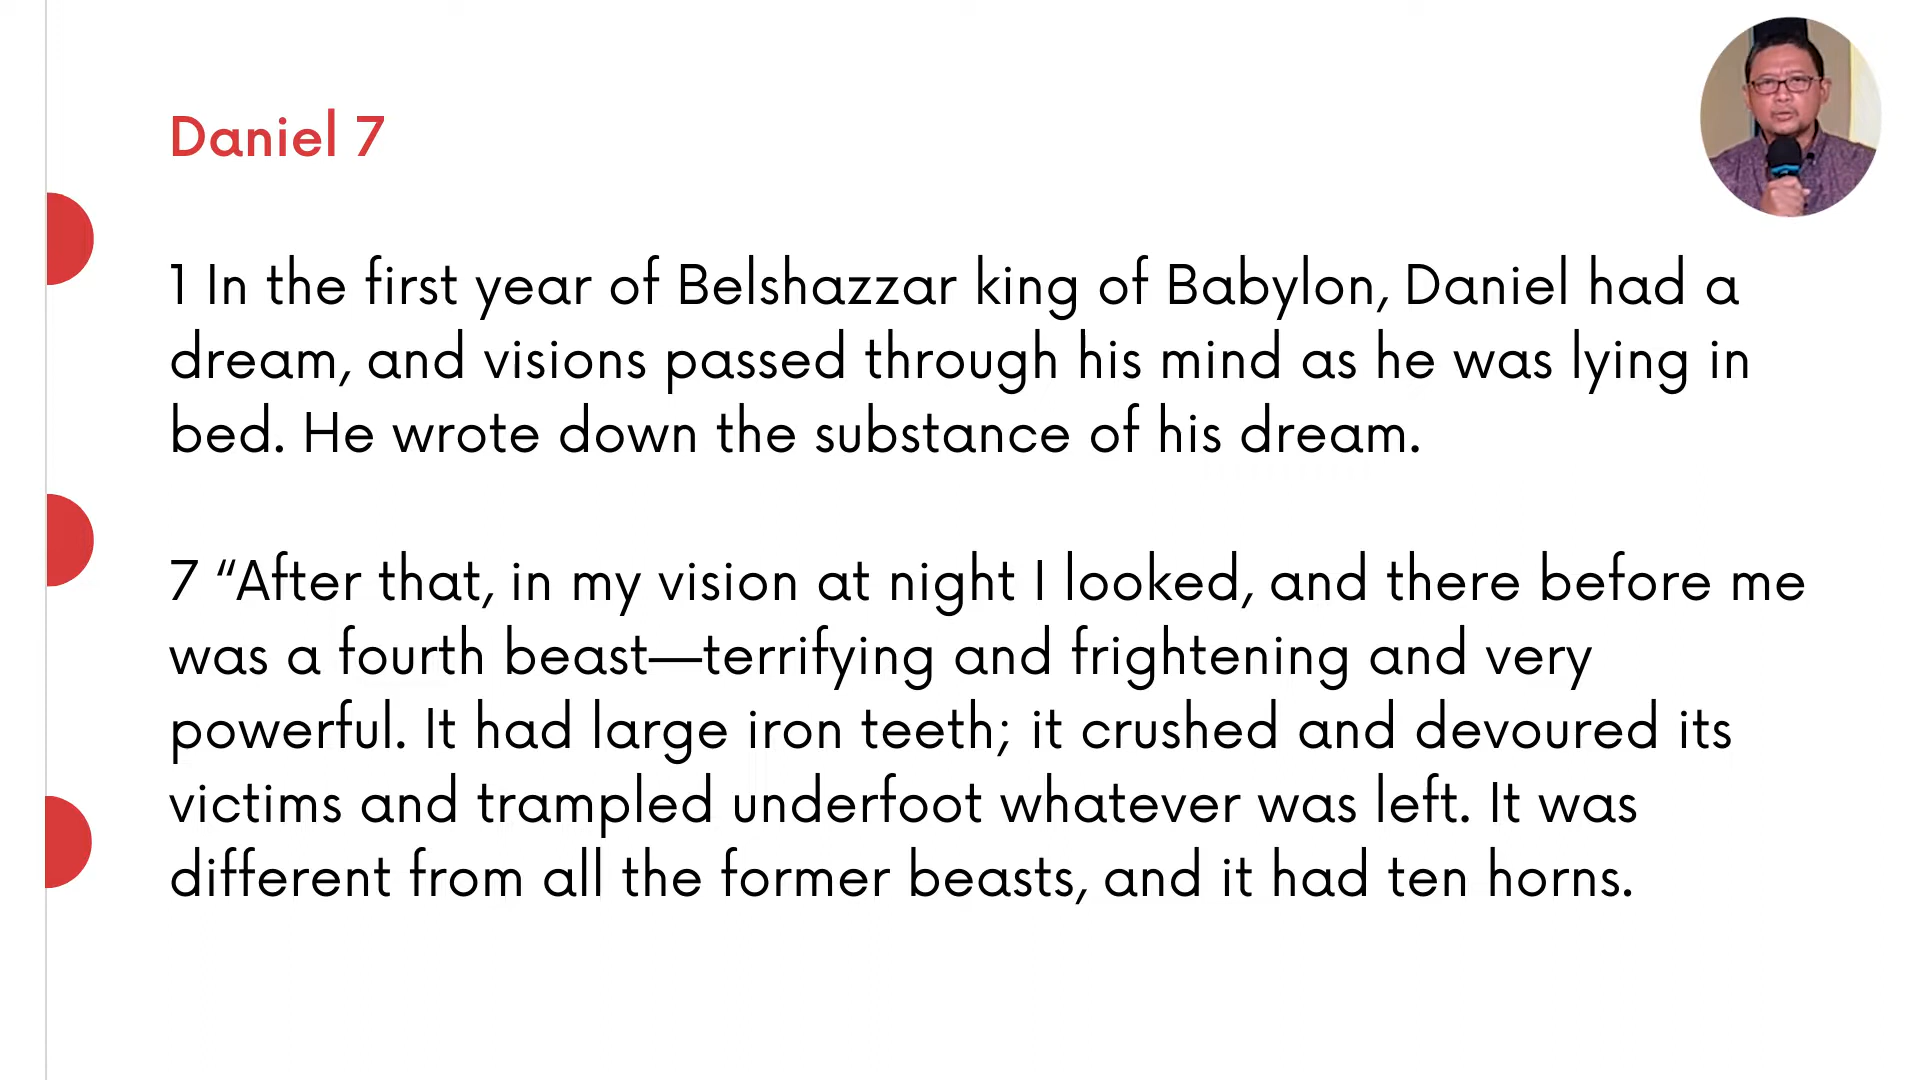 Daniel 7
1 In the first year of Belshazzar king of Babylon, Daniel had a
dream, and visions passed through his mind as he was lying in
bed. He wrote down the substance of his dream.
7 “After that, in my vision at night I looked, and there before me
was a fourth beast—terrifying and frightening and very
powerful. It had large iron teeth; it crushed and devoured its
victims and trampled underfoot whatever was left. It was
different from all the former beasts, and it had ten horns.